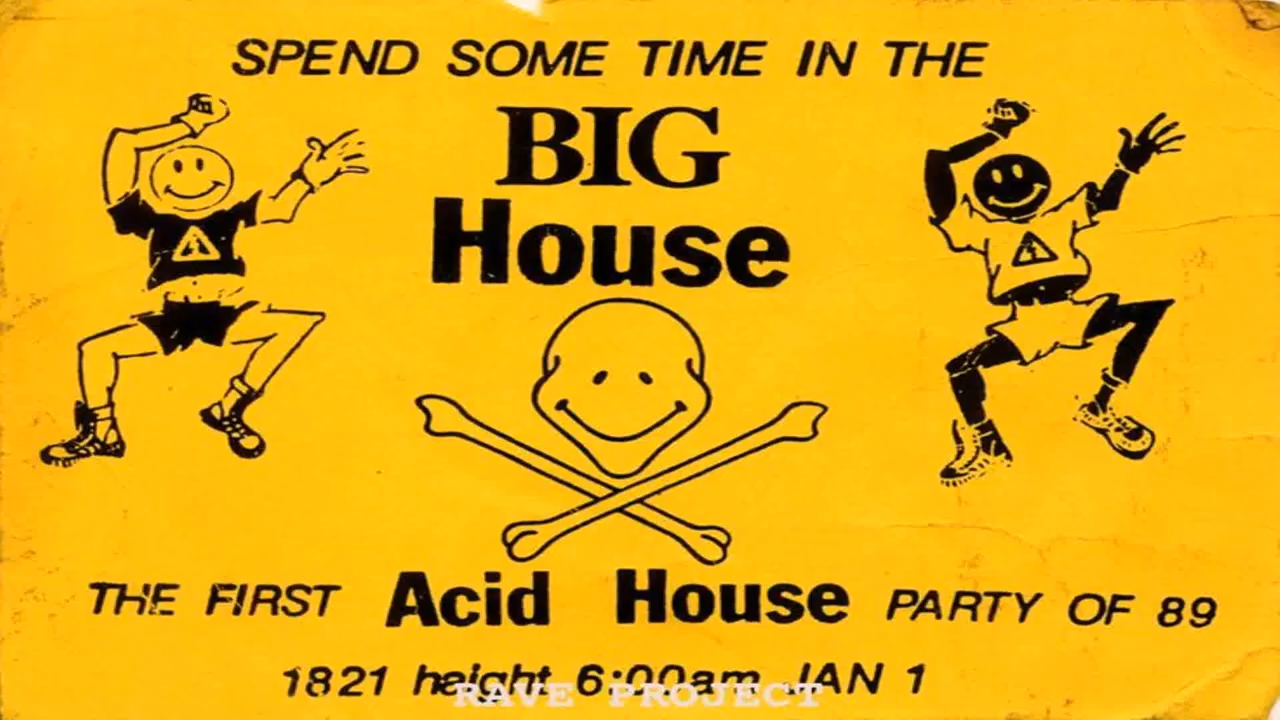 SPEND SOME TIME IN THE
BIG
House
THE FIRST Acid House PARTY OF 89
1821 height 6:00am JAN 1
RAVE PROJECT